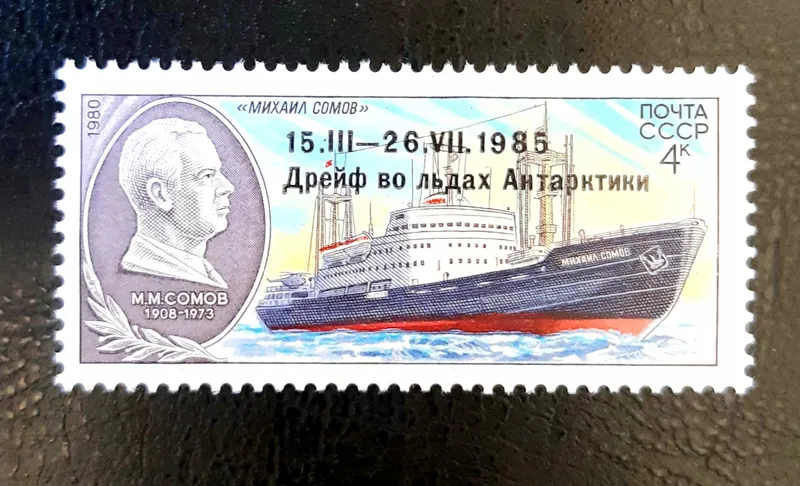 1980
«МИХАИЛ СОМОВ»
ПОЧТА
СССР
4К
15.III—26.VII.1985
Дрейф во льдах Антарктики
МИХАИЛ СОМОВ
М.М.СОМОВ
1908-1973